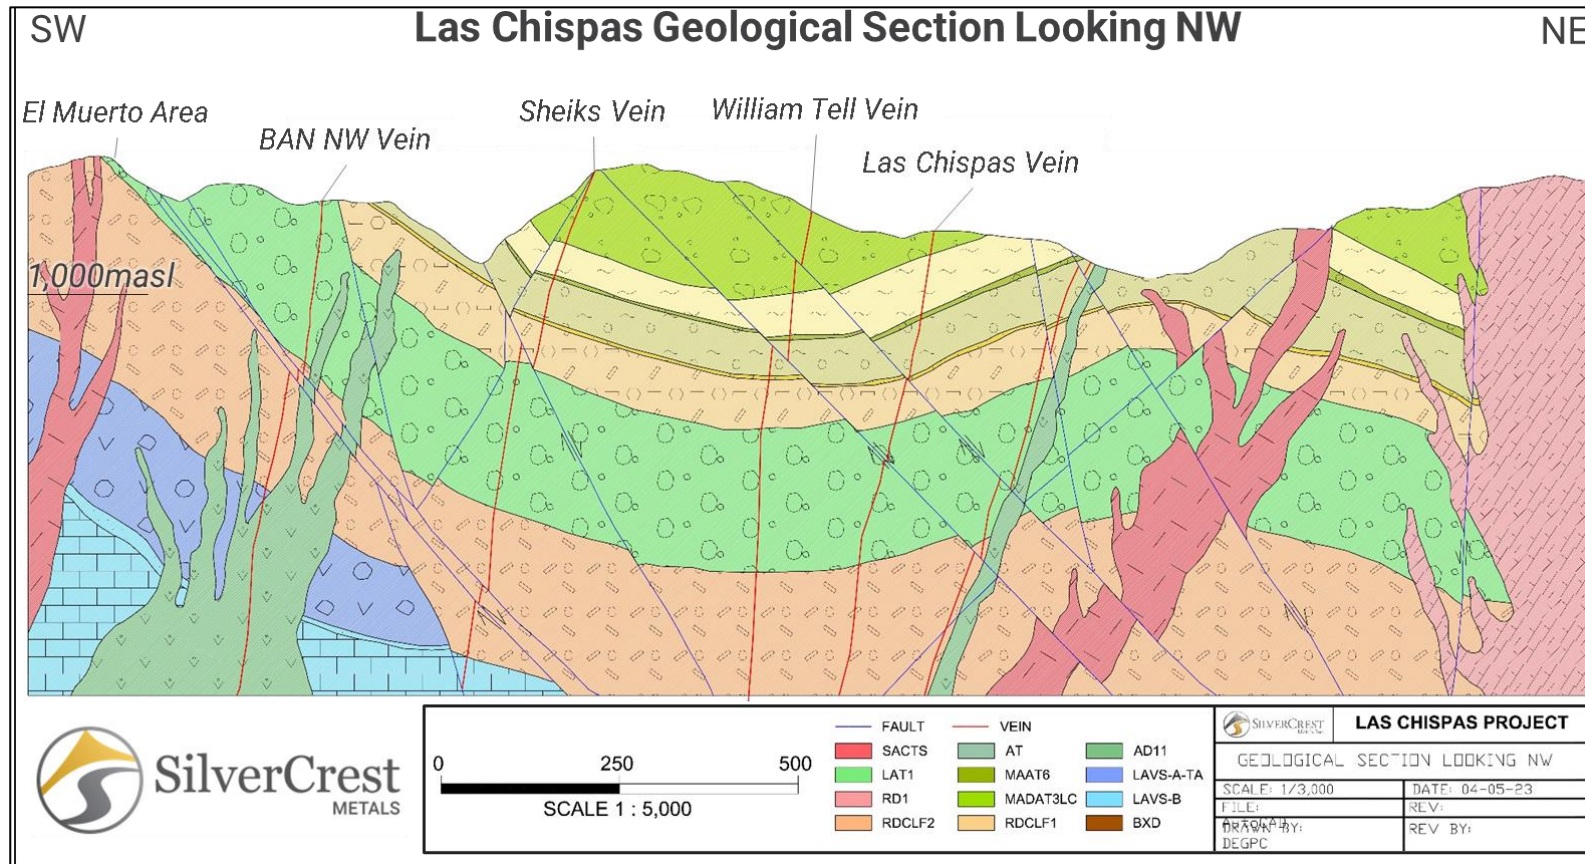 SW
Las Chispas Geological Section Looking NW
NE
El Muerto Area
BAN NW Vein
Sheiks Vein
William Tell Vein
Las Chispas Vein
1,000masl
SilverCrest
METALS
0 250 500
SCALE 1 : 5,000
FAULT VEIN
SACTS AT AD11
LAT1 MAAT6 LAVS-A-TA
RD1 MADAT3LC LAVS-B
RDCLF2 RDCLF1 BXD
SILVERCREST
LAS CHISPAS PROJECT
GEOLOGICAL SECTION LOOKING NW
SCALE: 1/3,000 DATE: 04-05-23
FILE: REV:
AutoCAD
DRAWN BY: REV BY:
DEGPC